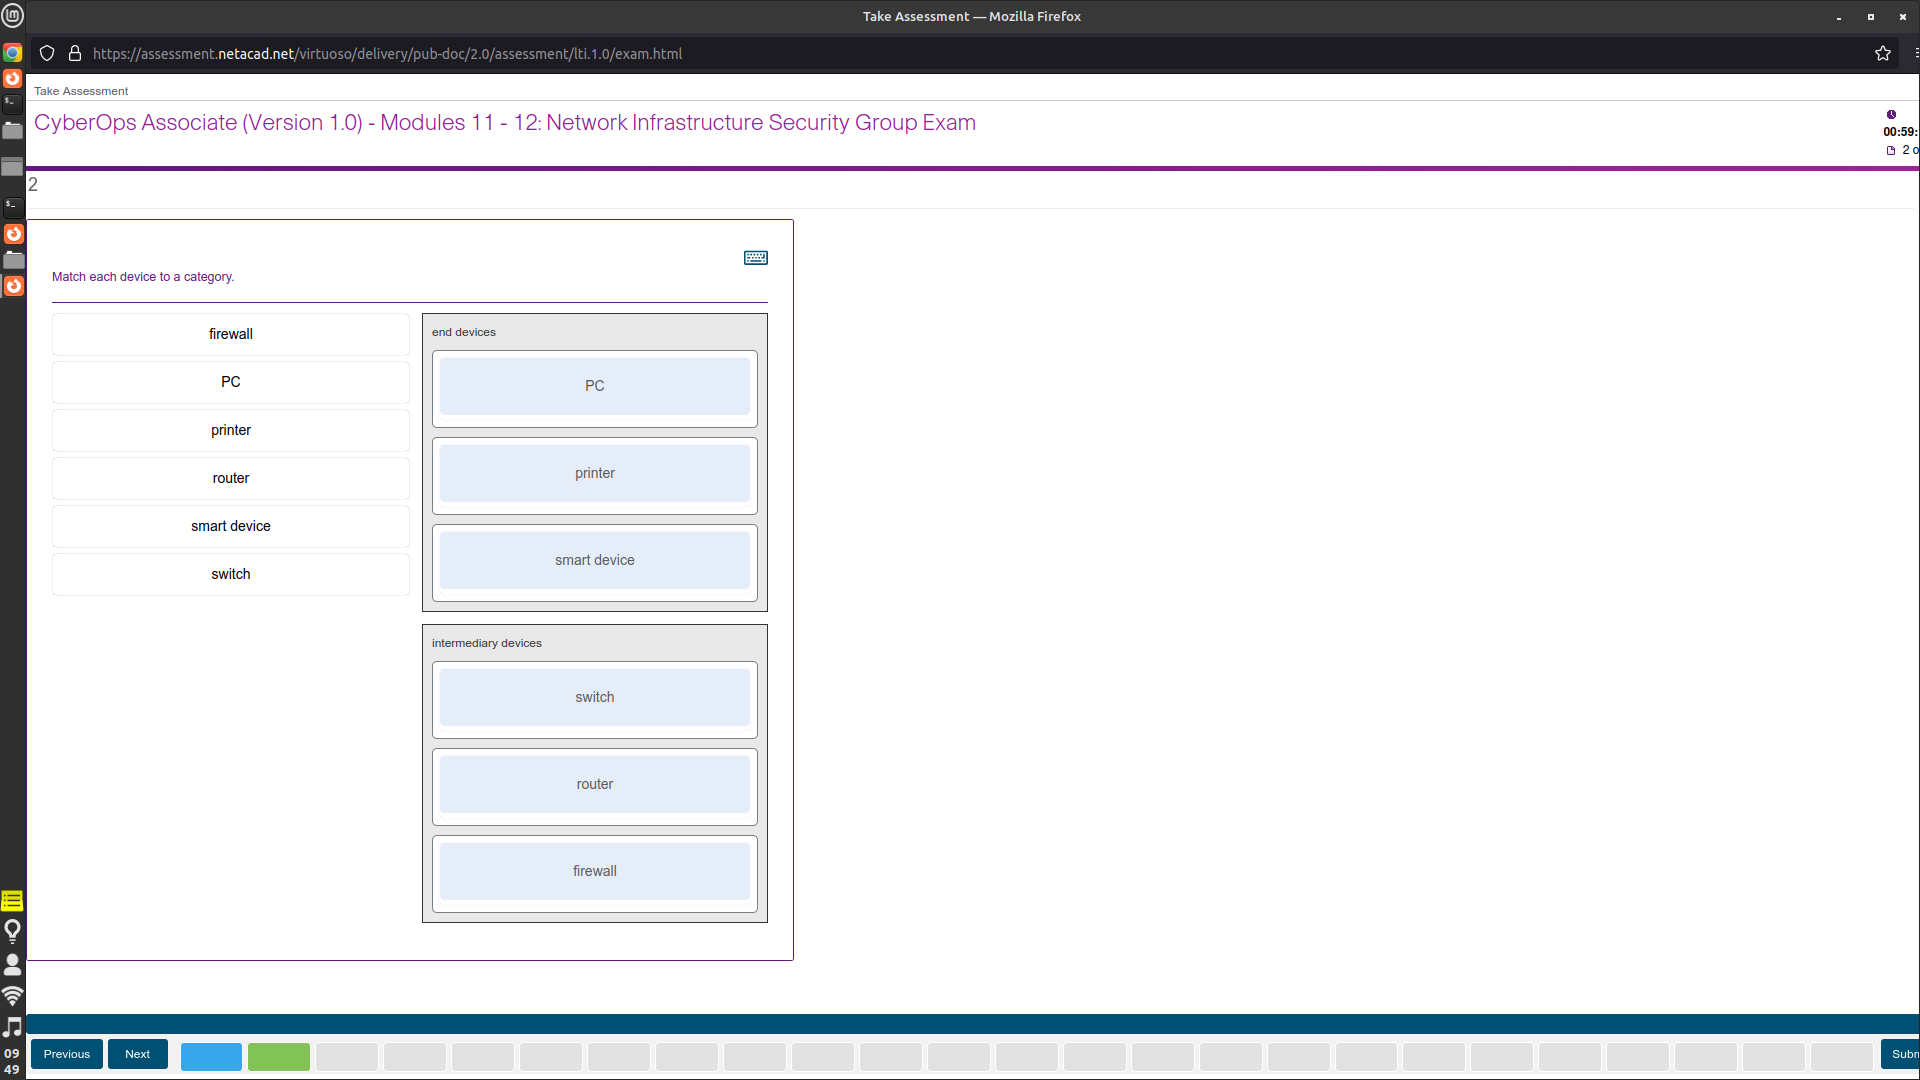 Take Assessment — Mozilla Firefox
https://assessment.netacad.net/virtuoso/delivery/pub-doc/2.0/assessment/lti.1.0/exam.html
Take Assessment
CyberOps Associate (Version 1.0) - Modules 11 - 12: Network Infrastructure Security Group Exam
00:59:
2 o
2
Match each device to a category.
firewall
PC
printer
router
smart device
switch
end devices
PC
printer
smart device
intermediary devices
switch
router
firewall
Previous
Next
Subm
09
49